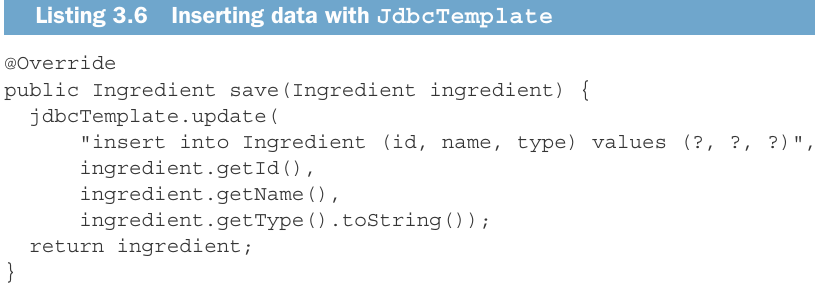 Listing 3.6 Inserting data with JdbcTemplate
@Override
public Ingredient save(Ingredient ingredient) {
  jdbcTemplate.update(
      "insert into Ingredient (id, name, type) values (?, ?, ?)",
      ingredient.getId(),
      ingredient.getName(),
      ingredient.getType().toString());
  return ingredient;
}